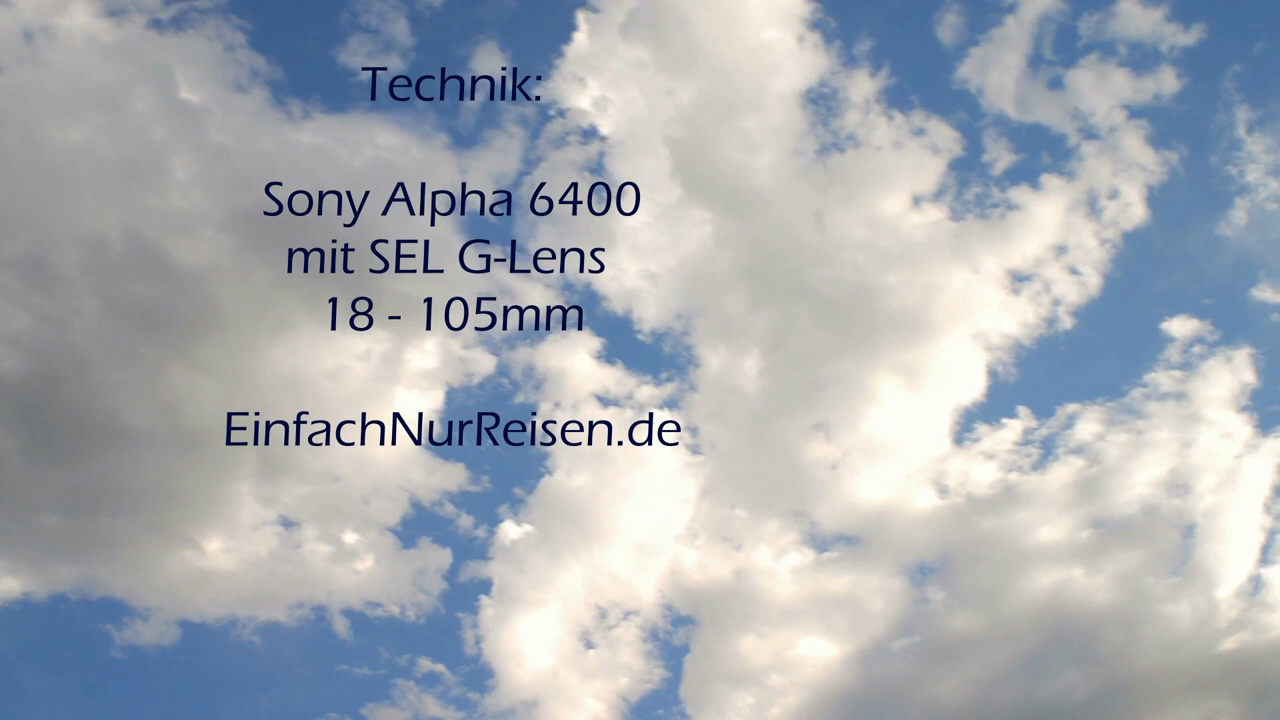 Technik:
Sony Alpha 6400
mit SEL G-Lens
18 - 105mm
EinfachNurReisen.de